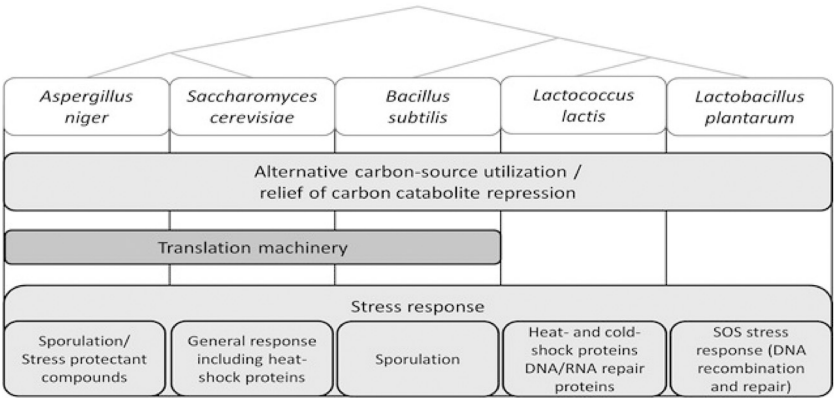 Aspergillus
niger
Saccharomyces
cerevisiae
Bacillus
subtilis
Lactococcus
lactis
Lactobacillus
plantarum
Alternative carbon-source utilization /
relief of carbon catabolite repression
Translation machinery
Stress response
Sporulation/
Stress protectant
compounds
General response
including heat-
shock proteins
Sporulation
Heat- and cold-
shock proteins
DNA/RNA repair
proteins
SOS stress
response (DNA
recombination
and repair)